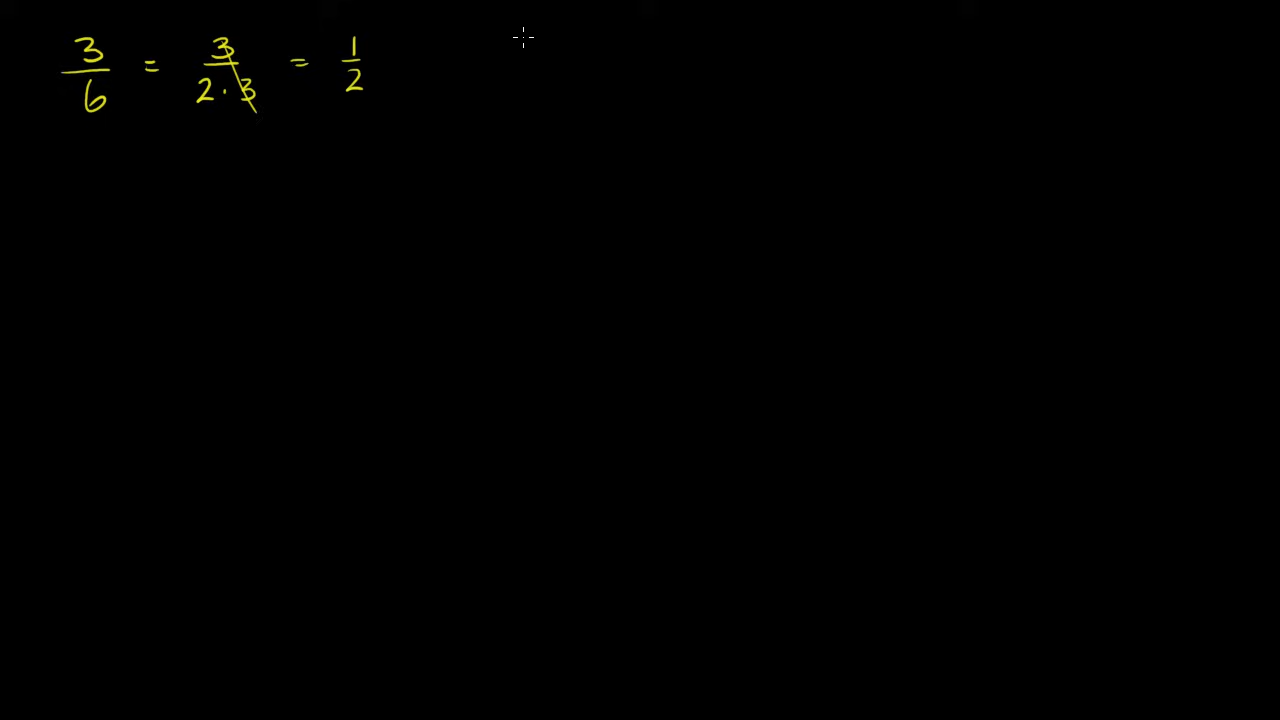 3/6 = 3/2·3 = 1/2